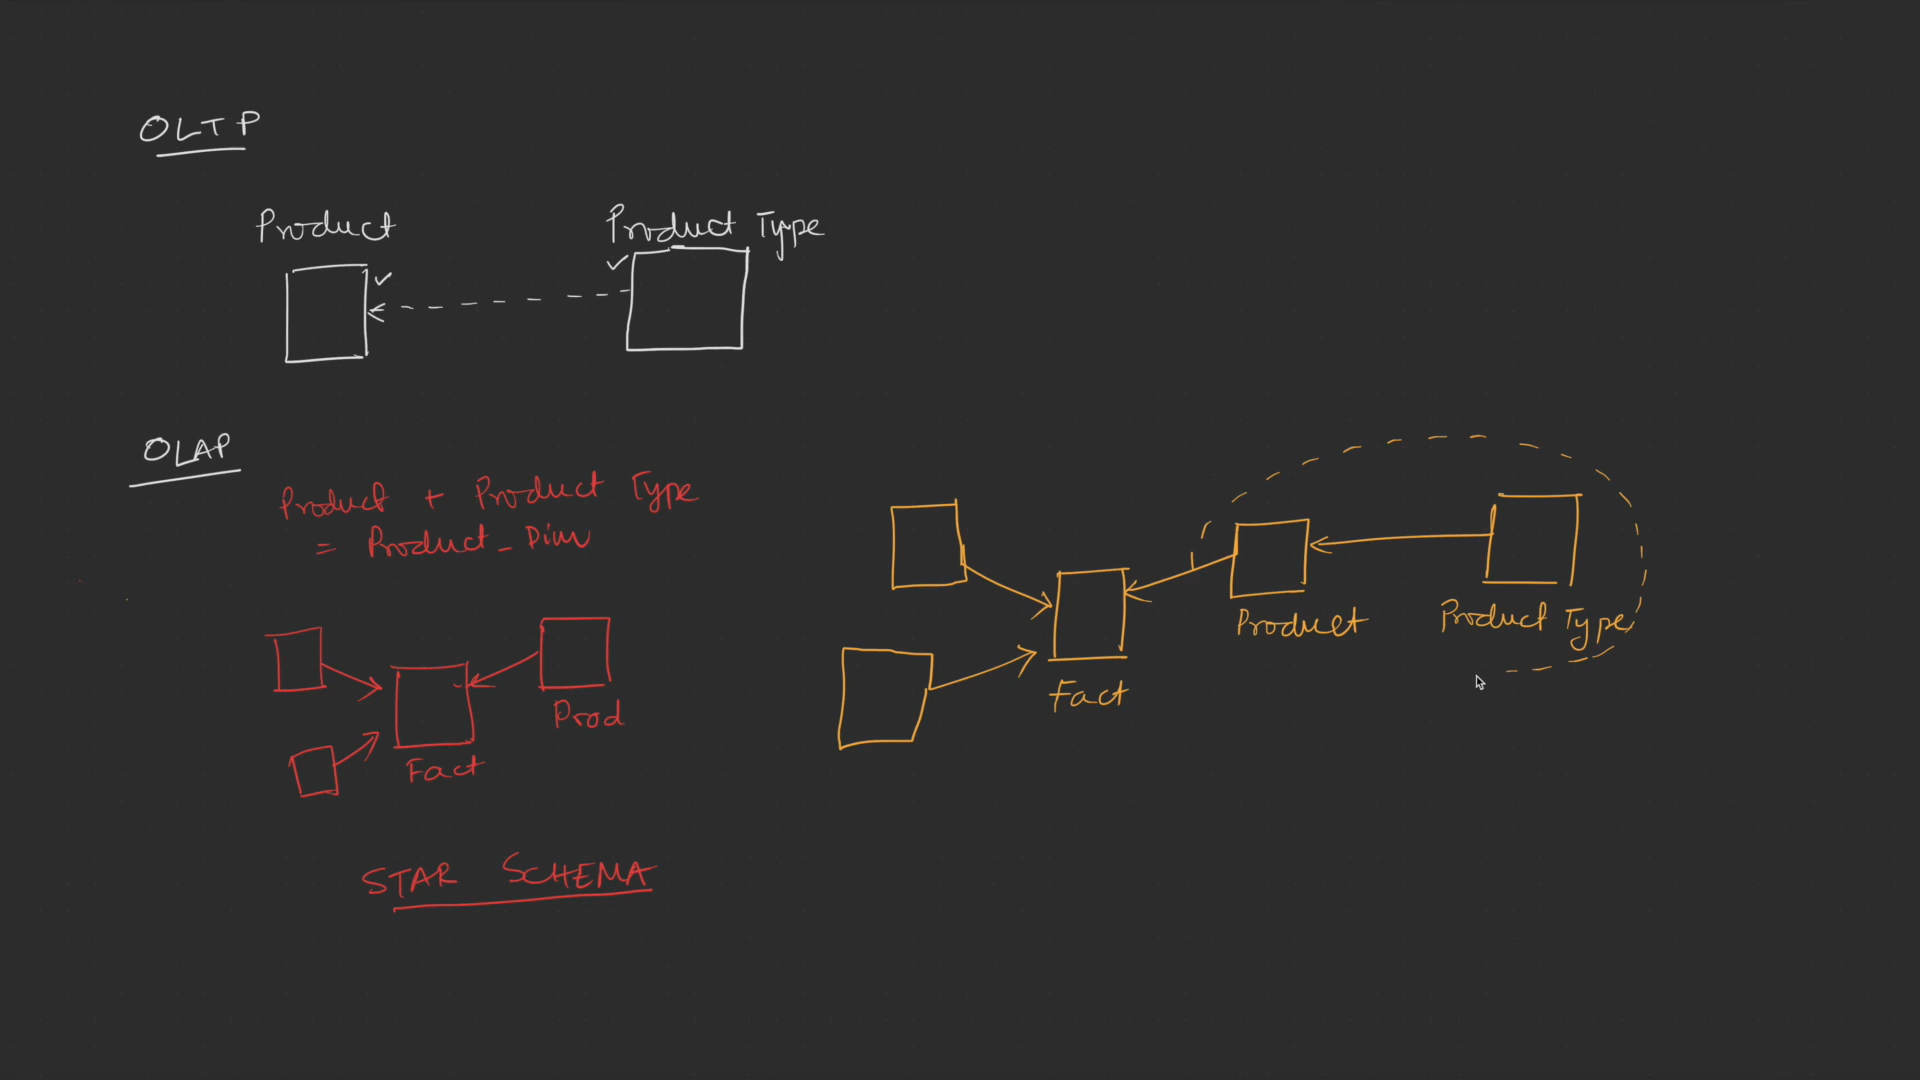 OLTP
Product
Product Type
OLAP
Product + Product Type
= Product_Dim
Product
Product Type
Fact
Prod
Fact
STAR SCHEMA